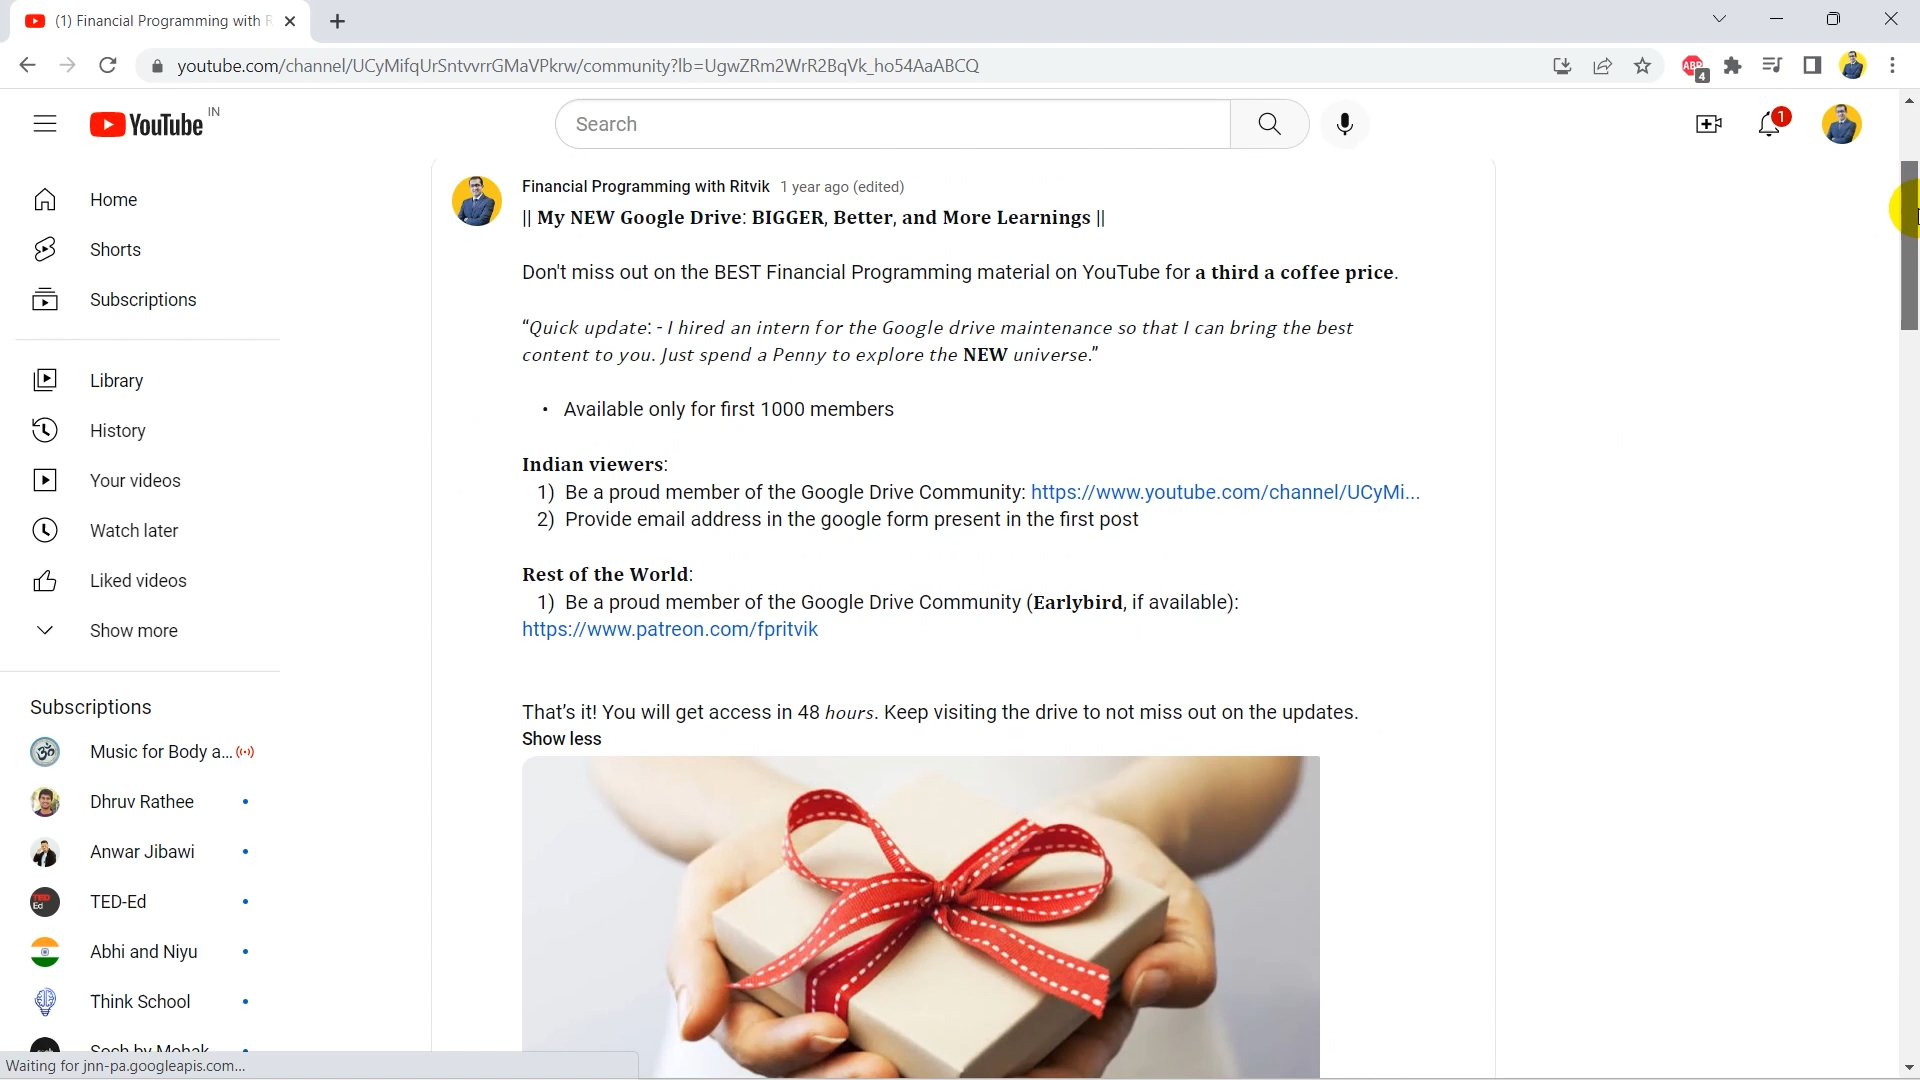 (1) Financial Programming with R
youtube.com/channel/UCyMifqUrSntvvrrGMaVPkrw/community?lb=UgwZRm2WrR2BqVk_ho54AaABCQ
ABP
4
YouTube IN
Search
1
Home
Shorts
Subscriptions
Library
History
Your videos
Watch later
Liked videos
Show more
Subscriptions
Music for Body a...
Dhruv Rathee
Anwar Jibawi
TED-Ed
Abhi and Niyu
Think School
Soch by Mohak
Waiting for jnn-pa.googleapis.com...
Financial Programming with Ritvik 1 year ago (edited)
|| My NEW Google Drive: BIGGER, Better, and More Learnings ||
Don't miss out on the BEST Financial Programming material on YouTube for a third a coffee price.
"Quick update: - I hired an intern for the Google drive maintenance so that I can bring the best
content to you. Just spend a Penny to explore the NEW universe."
• Available only for first 1000 members
Indian viewers:
1) Be a proud member of the Google Drive Community: https://www.youtube.com/channel/UCyMi...
2) Provide email address in the google form present in the first post
Rest of the World:
1) Be a proud member of the Google Drive Community (Earlybird, if available):
https://www.patreon.com/fpritvik
That's it! You will get access in 48 hours. Keep visiting the drive to not miss out on the updates.
Show less